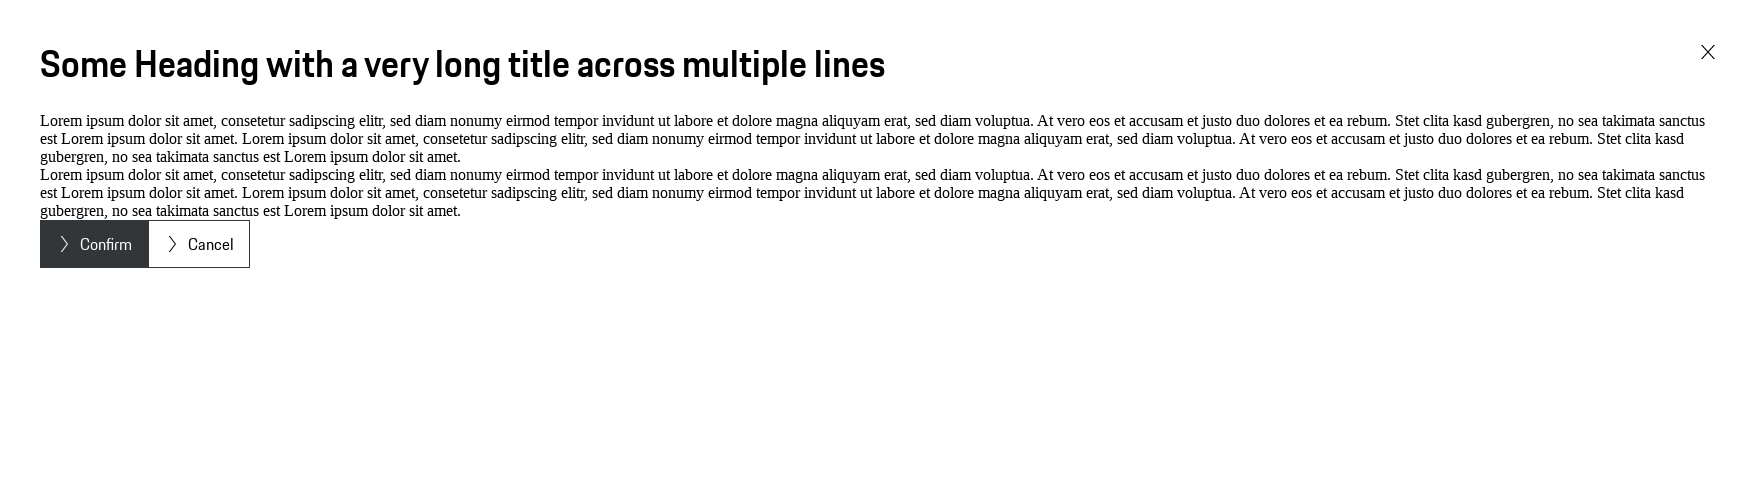 Some Heading with a very long title across multiple lines
Lorem ipsum dolor sit amet, consetetur sadipscing elitr, sed diam nonumy eirmod tempor invidunt ut labore et dolore magna aliquyam erat, sed diam voluptua. At vero eos et accusam et justo duo dolores et ea rebum. Stet clita kasd gubergren, no sea takimata sanctus
est Lorem ipsum dolor sit amet. Lorem ipsum dolor sit amet, consetetur sadipscing elitr, sed diam nonumy eirmod tempor invidunt ut labore et dolore magna aliquyam erat, sed diam voluptua. At vero eos et accusam et justo duo dolores et ea rebum. Stet clita kasd
gubergren, no sea takimata sanctus est Lorem ipsum dolor sit amet.
Lorem ipsum dolor sit amet, consetetur sadipscing elitr, sed diam nonumy eirmod tempor invidunt ut labore et dolore magna aliquyam erat, sed diam voluptua. At vero eos et accusam et justo duo dolores et ea rebum. Stet clita kasd gubergren, no sea takimata sanctus
est Lorem ipsum dolor sit amet. Lorem ipsum dolor sit amet, consetetur sadipscing elitr, sed diam nonumy eirmod tempor invidunt ut labore et dolore magna aliquyam erat, sed diam voluptua. At vero eos et accusam et justo duo dolores et ea rebum. Stet clita kasd
gubergren, no sea takimata sanctus est Lorem ipsum dolor sit amet.
Confirm Cancel